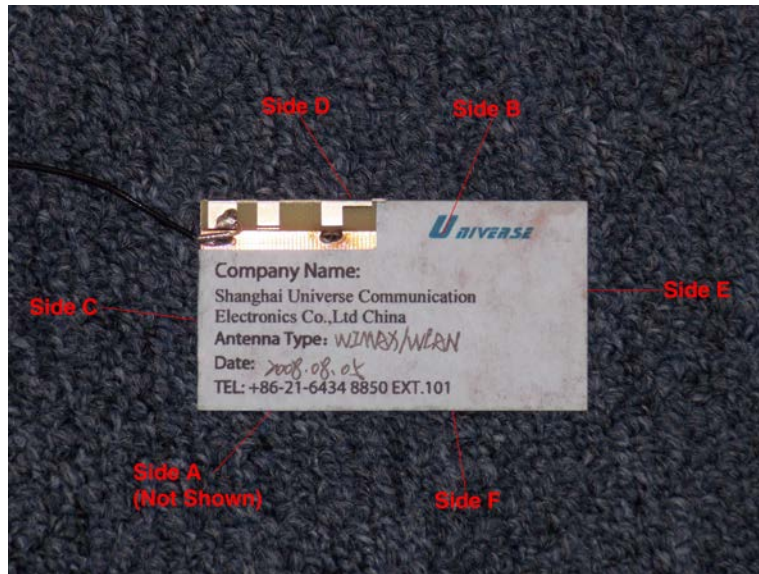 Side D
Side B
UNIVERSE
Company Name:
Side E
Shanghai Universe Communication
Side C
Electronics Co.,Ltd China
Antenna Type: WIMAX/WLAN
Date: 2008.08.05
TEL: +86-21-6434 8850 EXT.101
Side A
(Not Shown)
Side F